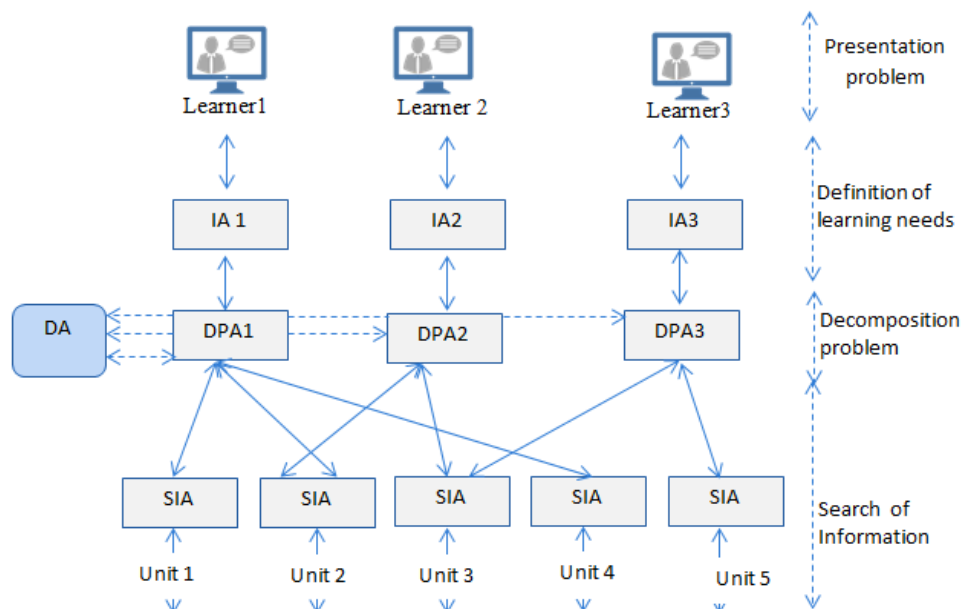 Presentation
problem
Learner1
Learner 2
Learner3
Definition of
learning needs
IA 1
IA2
IA3
DA
DPA1
DPA2
DPA3
Decomposition
problem
SIA
SIA
SIA
SIA
SIA
Search of
Information
Unit 1
Unit 2
Unit 3
Unit 4
Unit 5